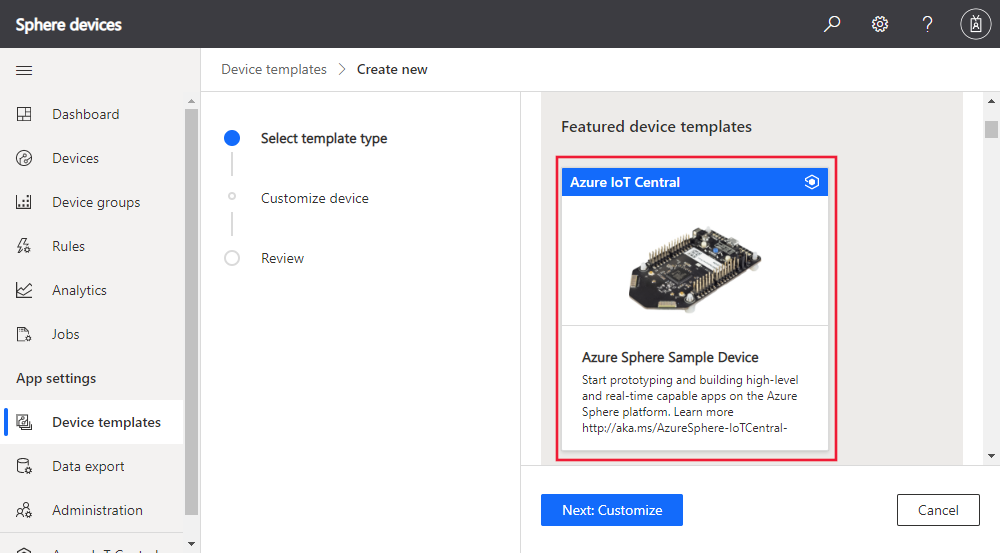 Sphere devices
Device templates > Create new
Dashboard
Devices
Device groups
Rules
Analytics
Jobs
App settings
Device templates
Data export
Administration
Select template type
Customize device
Review
Featured device templates
Azure IoT Central
Azure Sphere Sample Device
Start prototyping and building high-level
and real-time capable apps on the Azure
Sphere platform. Learn more
http://aka.ms/AzureSphere-IoTCentral-
Next: Customize
Cancel